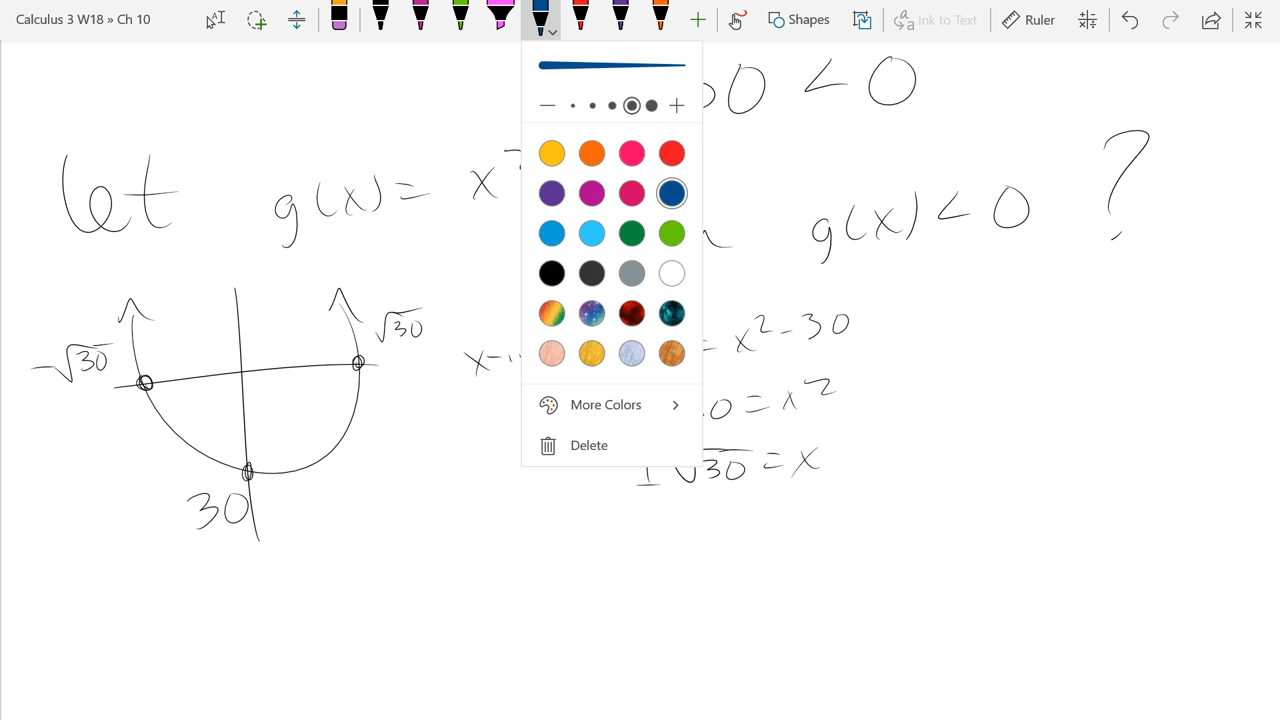 Calculus 3 W18 » Ch 10
Ink to Text
Shapes
Ruler
0 < 0
let g(x) = x
g(x) < 0 ?
-√30
√30
x-
= x² - 30
0 = x²
± √30 = x
30
More Colors
Delete